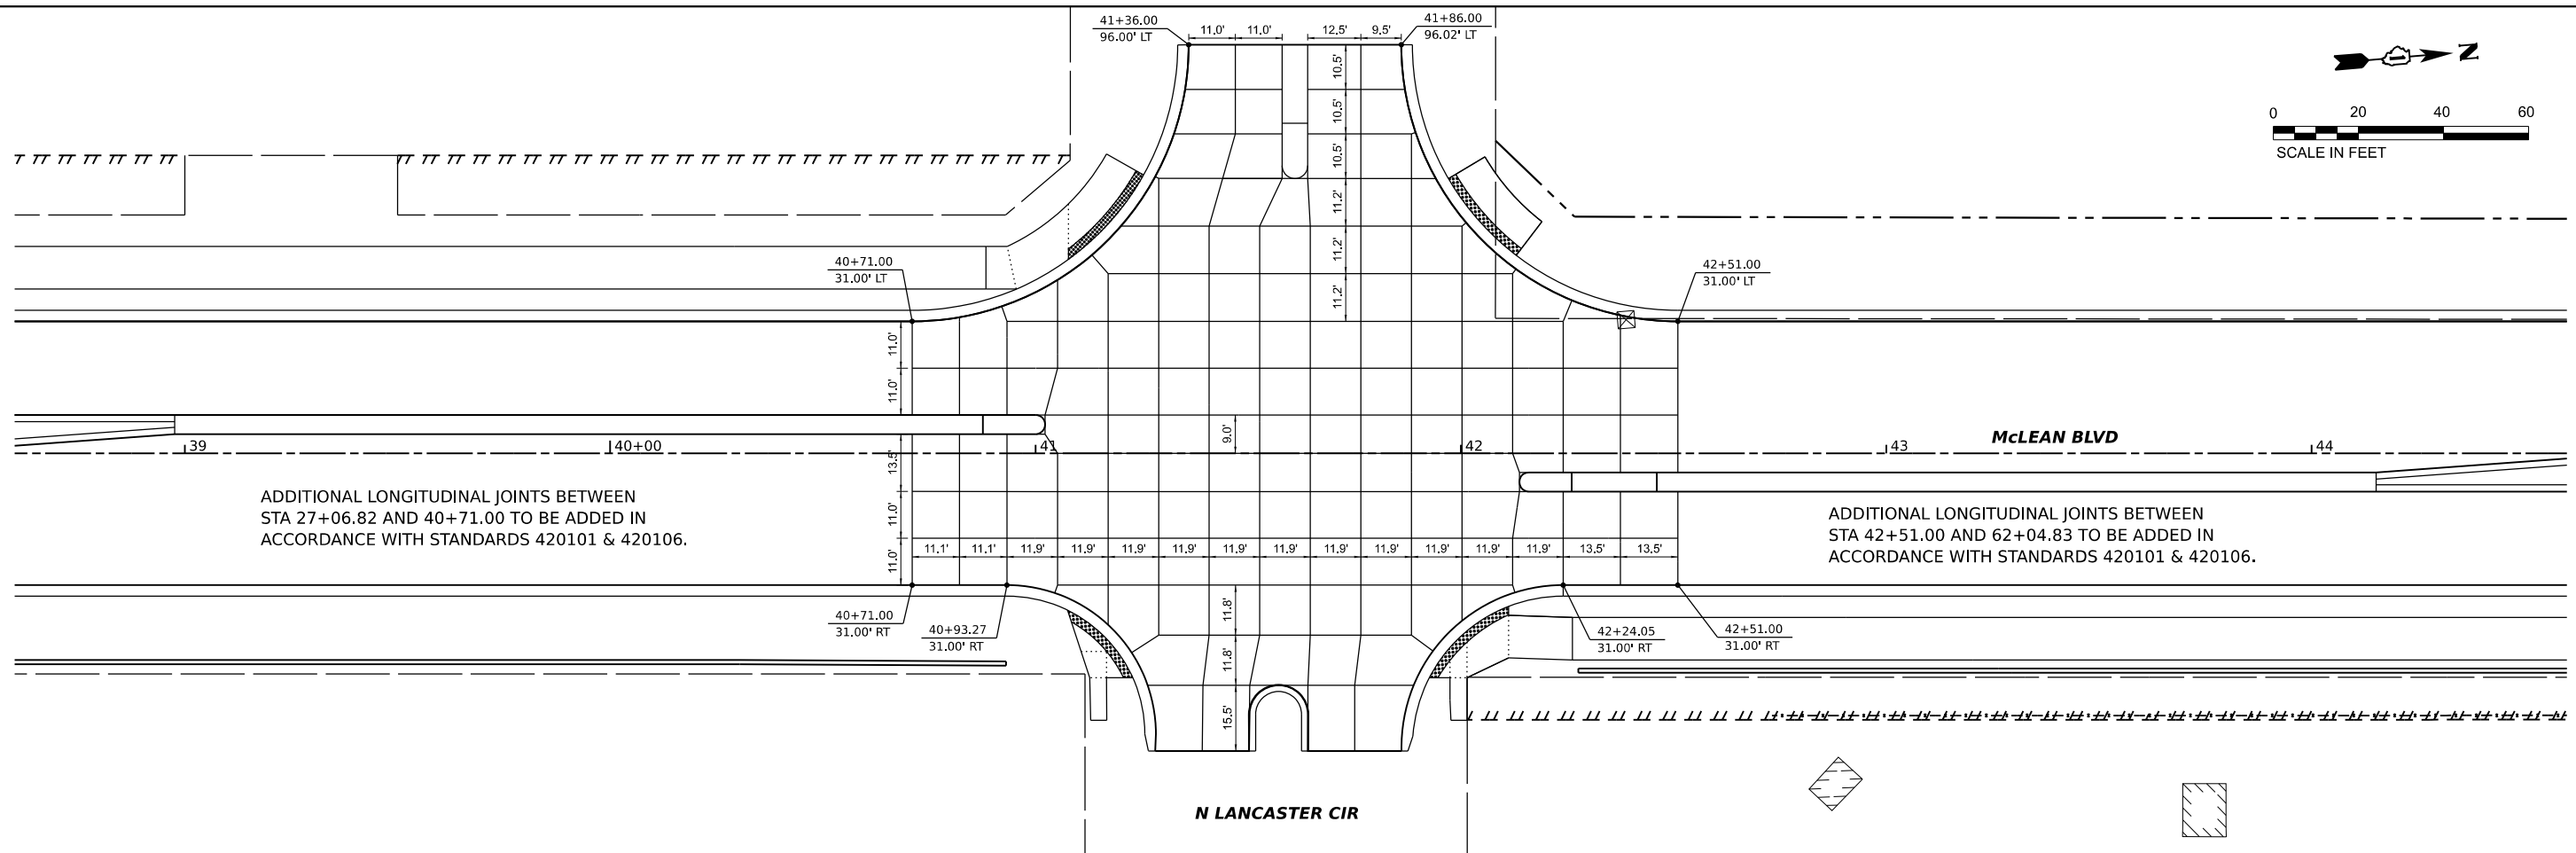 41+36.00
96.00' LT
11.0'
11.0'
12.5'
9.5'
41+86.00
96.02' LT
N
0 20 40 60
SCALE IN FEET
10.5'
10.5'
10.5'
11.2'
11.2'
11.2'
40+71.00
31.00' LT
42+51.00
31.00' LT
11.0'
11.0'
13.5'
11.0'
11.0'
9.0'
39
40+00
41
42
43
44
McLEAN BLVD
ADDITIONAL LONGITUDINAL JOINTS BETWEEN
STA 27+06.82 AND 40+71.00 TO BE ADDED IN
ACCORDANCE WITH STANDARDS 420101 & 420106.
ADDITIONAL LONGITUDINAL JOINTS BETWEEN
STA 42+51.00 AND 62+04.83 TO BE ADDED IN
ACCORDANCE WITH STANDARDS 420101 & 420106.
11.1' 11.1' 11.9' 11.9' 11.9' 11.9' 11.9' 11.9' 11.9' 11.9' 11.9' 11.9' 11.9' 13.5' 13.5'
11.8'
11.8'
15.5'
40+71.00
31.00' RT
40+93.27
31.00' RT
42+24.05
31.00' RT
42+51.00
31.00' RT
N LANCASTER CIR